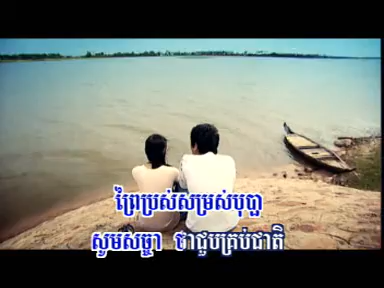 ព្រៃប្រស់សម្រស់បុប្ផា
សូមសច្ចា ថាជួបគ្រប់ជាតិ